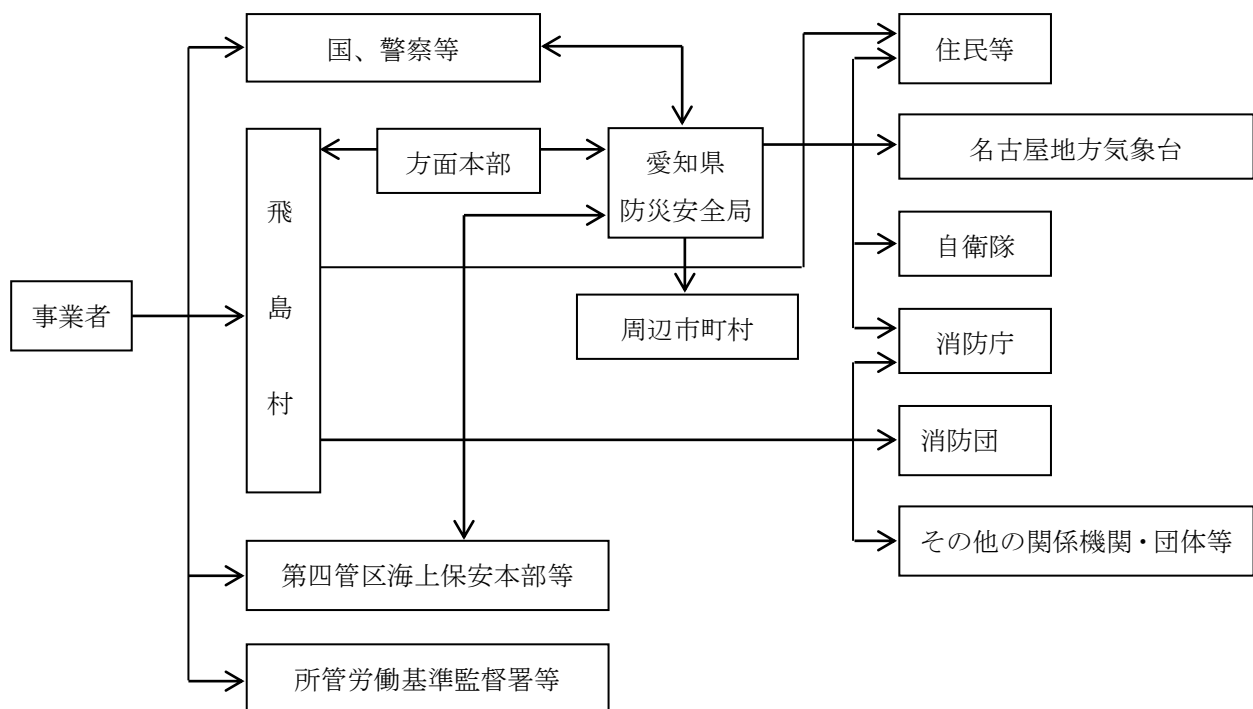 国、警察等
住民等
方面本部
愛知県
防災安全局
名古屋地方気象台
飛島村
自衛隊
事業者
周辺市町村
消防庁
消防団
第四管区海上保安本部等
その他の関係機関・団体等
所管労働基準監督署等